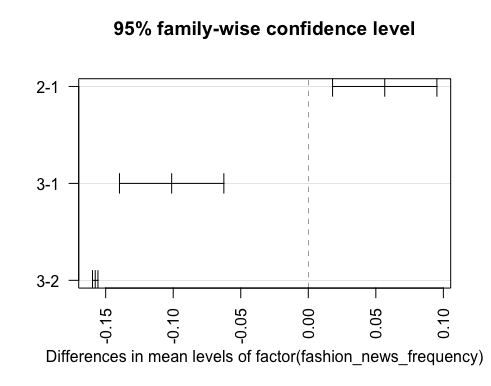 95% family-wise confidence level
2-1
3-1
3-2
-0.15 -0.10 -0.05 0.00 0.05 0.10
Differences in mean levels of factor(fashion_news_frequency)